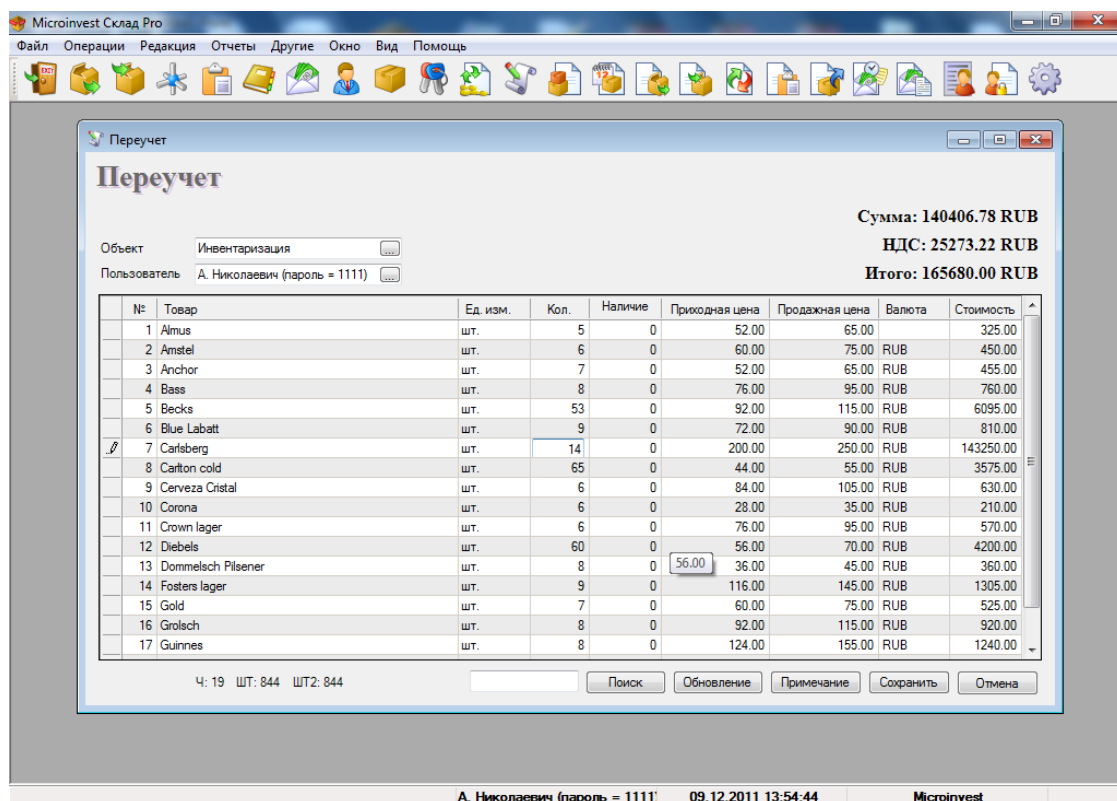 Microinvest Склад Pro
Файл Операции Редакция Отчеты Другие Окно Вид Помощь
EXIT
12
Переучет
Переучет
Сумма: 140406.78 RUB
Объект Инвентаризация ... НДС: 25273.22 RUB
Пользователь А. Николаевич (пароль = 1111) ... Итого: 165680.00 RUB
№ Товар Ед. изм. Кол. Наличие Приходная цена Продажная цена Валюта Стоимость
1 Almus шт. 5 0 52.00 65.00 325.00
2 Amstel шт. 6 0 60.00 75.00 RUB 450.00
3 Anchor шт. 7 0 52.00 65.00 RUB 455.00
4 Bass шт. 8 0 76.00 95.00 RUB 760.00
5 Becks шт. 53 0 92.00 115.00 RUB 6095.00
6 Blue Labatt шт. 9 0 72.00 90.00 RUB 810.00
7 Carlsberg шт. 14 0 200.00 250.00 RUB 143250.00
8 Carlton cold шт. 65 0 44.00 55.00 RUB 3575.00
9 Cerveza Cristal шт. 6 0 84.00 105.00 RUB 630.00
10 Corona шт. 6 0 28.00 35.00 RUB 210.00
11 Crown lager шт. 6 0 76.00 95.00 RUB 570.00
12 Diebels шт. 60 0 56.00 70.00 RUB 4200.00
13 Dommelsch Pilsener шт. 8 0 56.00 36.00 45.00 RUB 360.00
14 Fosters lager шт. 9 0 116.00 145.00 RUB 1305.00
15 Gold шт. 7 0 60.00 75.00 RUB 525.00
16 Grolsch шт. 8 0 92.00 115.00 RUB 920.00
17 Guinnes шт. 8 0 124.00 155.00 RUB 1240.00
Ч: 19 ШТ: 844 ШТ2: 844 Поиск Обновление Примечание Сохранить Отмена
А. Николаевич (пароль = 1111' 09.12.2011 13:54:44 Microinvest